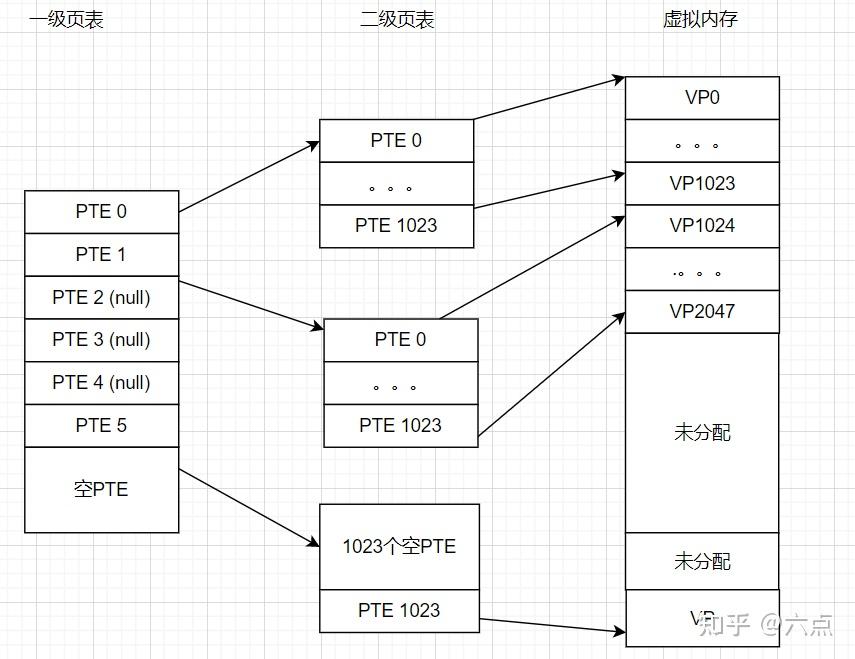 一级页表
二级页表
虚拟内存
PTE 0
PTE 1
PTE 2 (null)
PTE 3 (null)
PTE 4 (null)
PTE 5
空PTE
PTE 0
。。。
PTE 1023
PTE 0
。。。
PTE 1023
1023个空PTE
PTE 1023
VP0
。。。
VP1023
VP1024
.。。。
VP2047
未分配
未分配
VP
知乎 @六点